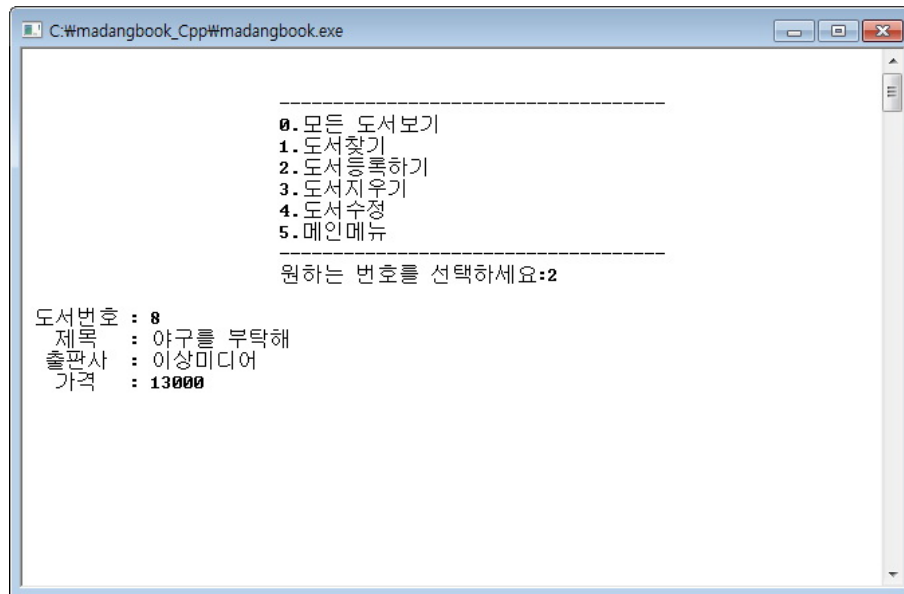 C:₩madangbook_Cpp₩madangbook.exe
------------------------------------
0.모든 도서보기
1.도서찾기
2.도서등록하기
3.도서지우기
4.도서수정
5.메인메뉴
------------------------------------
원하는 번호를 선택하세요:2
도서번호 : 8
제목 : 야구를 부탁해
출판사 : 이상미디어
가격 : 13000